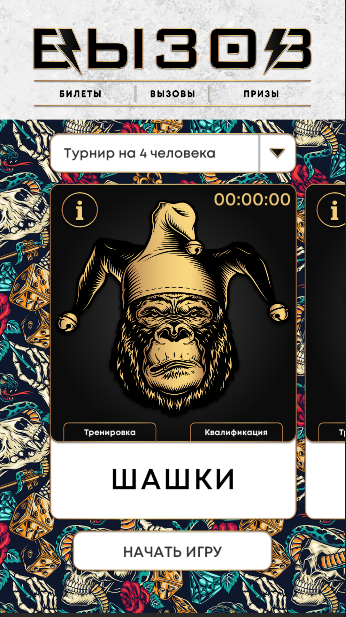 ВЫЗОВ
БИЛЕТЫ ВЫЗОВЫ ПРИЗЫ
Турнир на 4 человека
i 00:00:00 i
Тренировка Квалификация
ШАШКИ
НАЧАТЬ ИГРУ